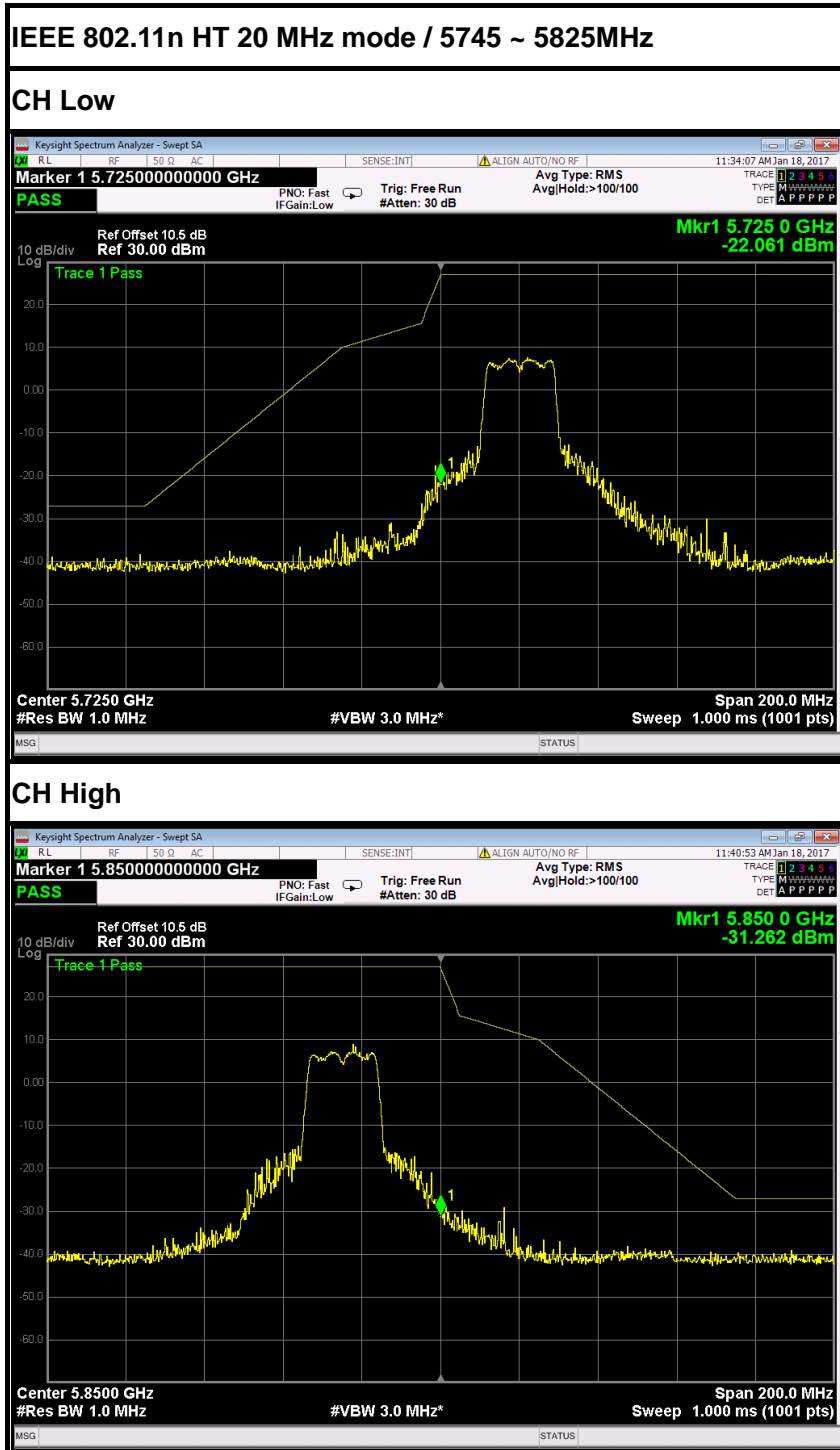 IEEE 802.11n HT 20 MHz mode / 5745 ~ 5825MHz
CH Low
Keysight Spectrum Analyzer - Swept SA
RL RF 50 Ω AC SENSE:INT ALIGN AUTO/NO RF 11:34:07 AM Jan 18, 2017
Marker 1 5.725000000000 GHz
PASS
PNO: Fast
IFGain:Low
Trig: Free Run
#Atten: 30 dB
Avg Type: RMS
Avg|Hold:>100/100
TRACE 1 2 3 4 5 6
TYPE M WWWWW
DET A P P P P P
Mkr1 5.725 0 GHz
-22.061 dBm
Ref Offset 10.5 dB
10 dB/div Ref 30.00 dBm
Log
Trace 1 Pass
20.0
10.0
0.00
-10.0
-20.0
-30.0
-40.0
-50.0
-60.0
1
Center 5.7250 GHz Span 200.0 MHz
#Res BW 1.0 MHz #VBW 3.0 MHz* Sweep 1.000 ms (1001 pts)
MSG STATUS
CH High
Keysight Spectrum Analyzer - Swept SA
RL RF 50 Ω AC SENSE:INT ALIGN AUTO/NO RF 11:40:53 AM Jan 18, 2017
Marker 1 5.850000000000 GHz
PASS
PNO: Fast
IFGain:Low
Trig: Free Run
#Atten: 30 dB
Avg Type: RMS
Avg|Hold:>100/100
TRACE 1 2 3 4 5 6
TYPE M WWWWW
DET A P P P P P
Mkr1 5.850 0 GHz
-31.262 dBm
Ref Offset 10.5 dB
10 dB/div Ref 30.00 dBm
Log
Trace 1 Pass
20.0
10.0
0.00
-10.0
-20.0
-30.0
-40.0
-50.0
-60.0
1
Center 5.8500 GHz Span 200.0 MHz
#Res BW 1.0 MHz #VBW 3.0 MHz* Sweep 1.000 ms (1001 pts)
MSG STATUS